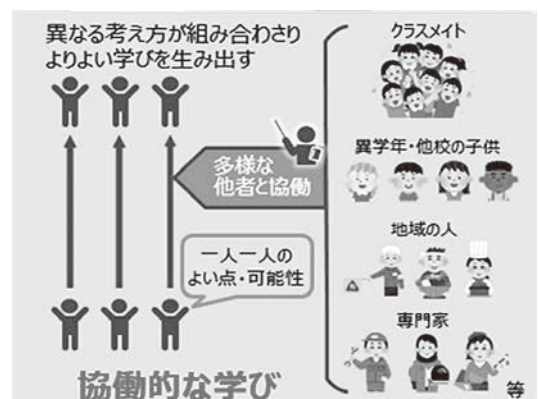 異なる考え方が組み合わさり
よりよい学びを生み出す
多様な
他者と協働
一人一人の
よい点・可能性
協働的な学び
クラスメイト
異学年・他校の子供
地域の人
専門家
等